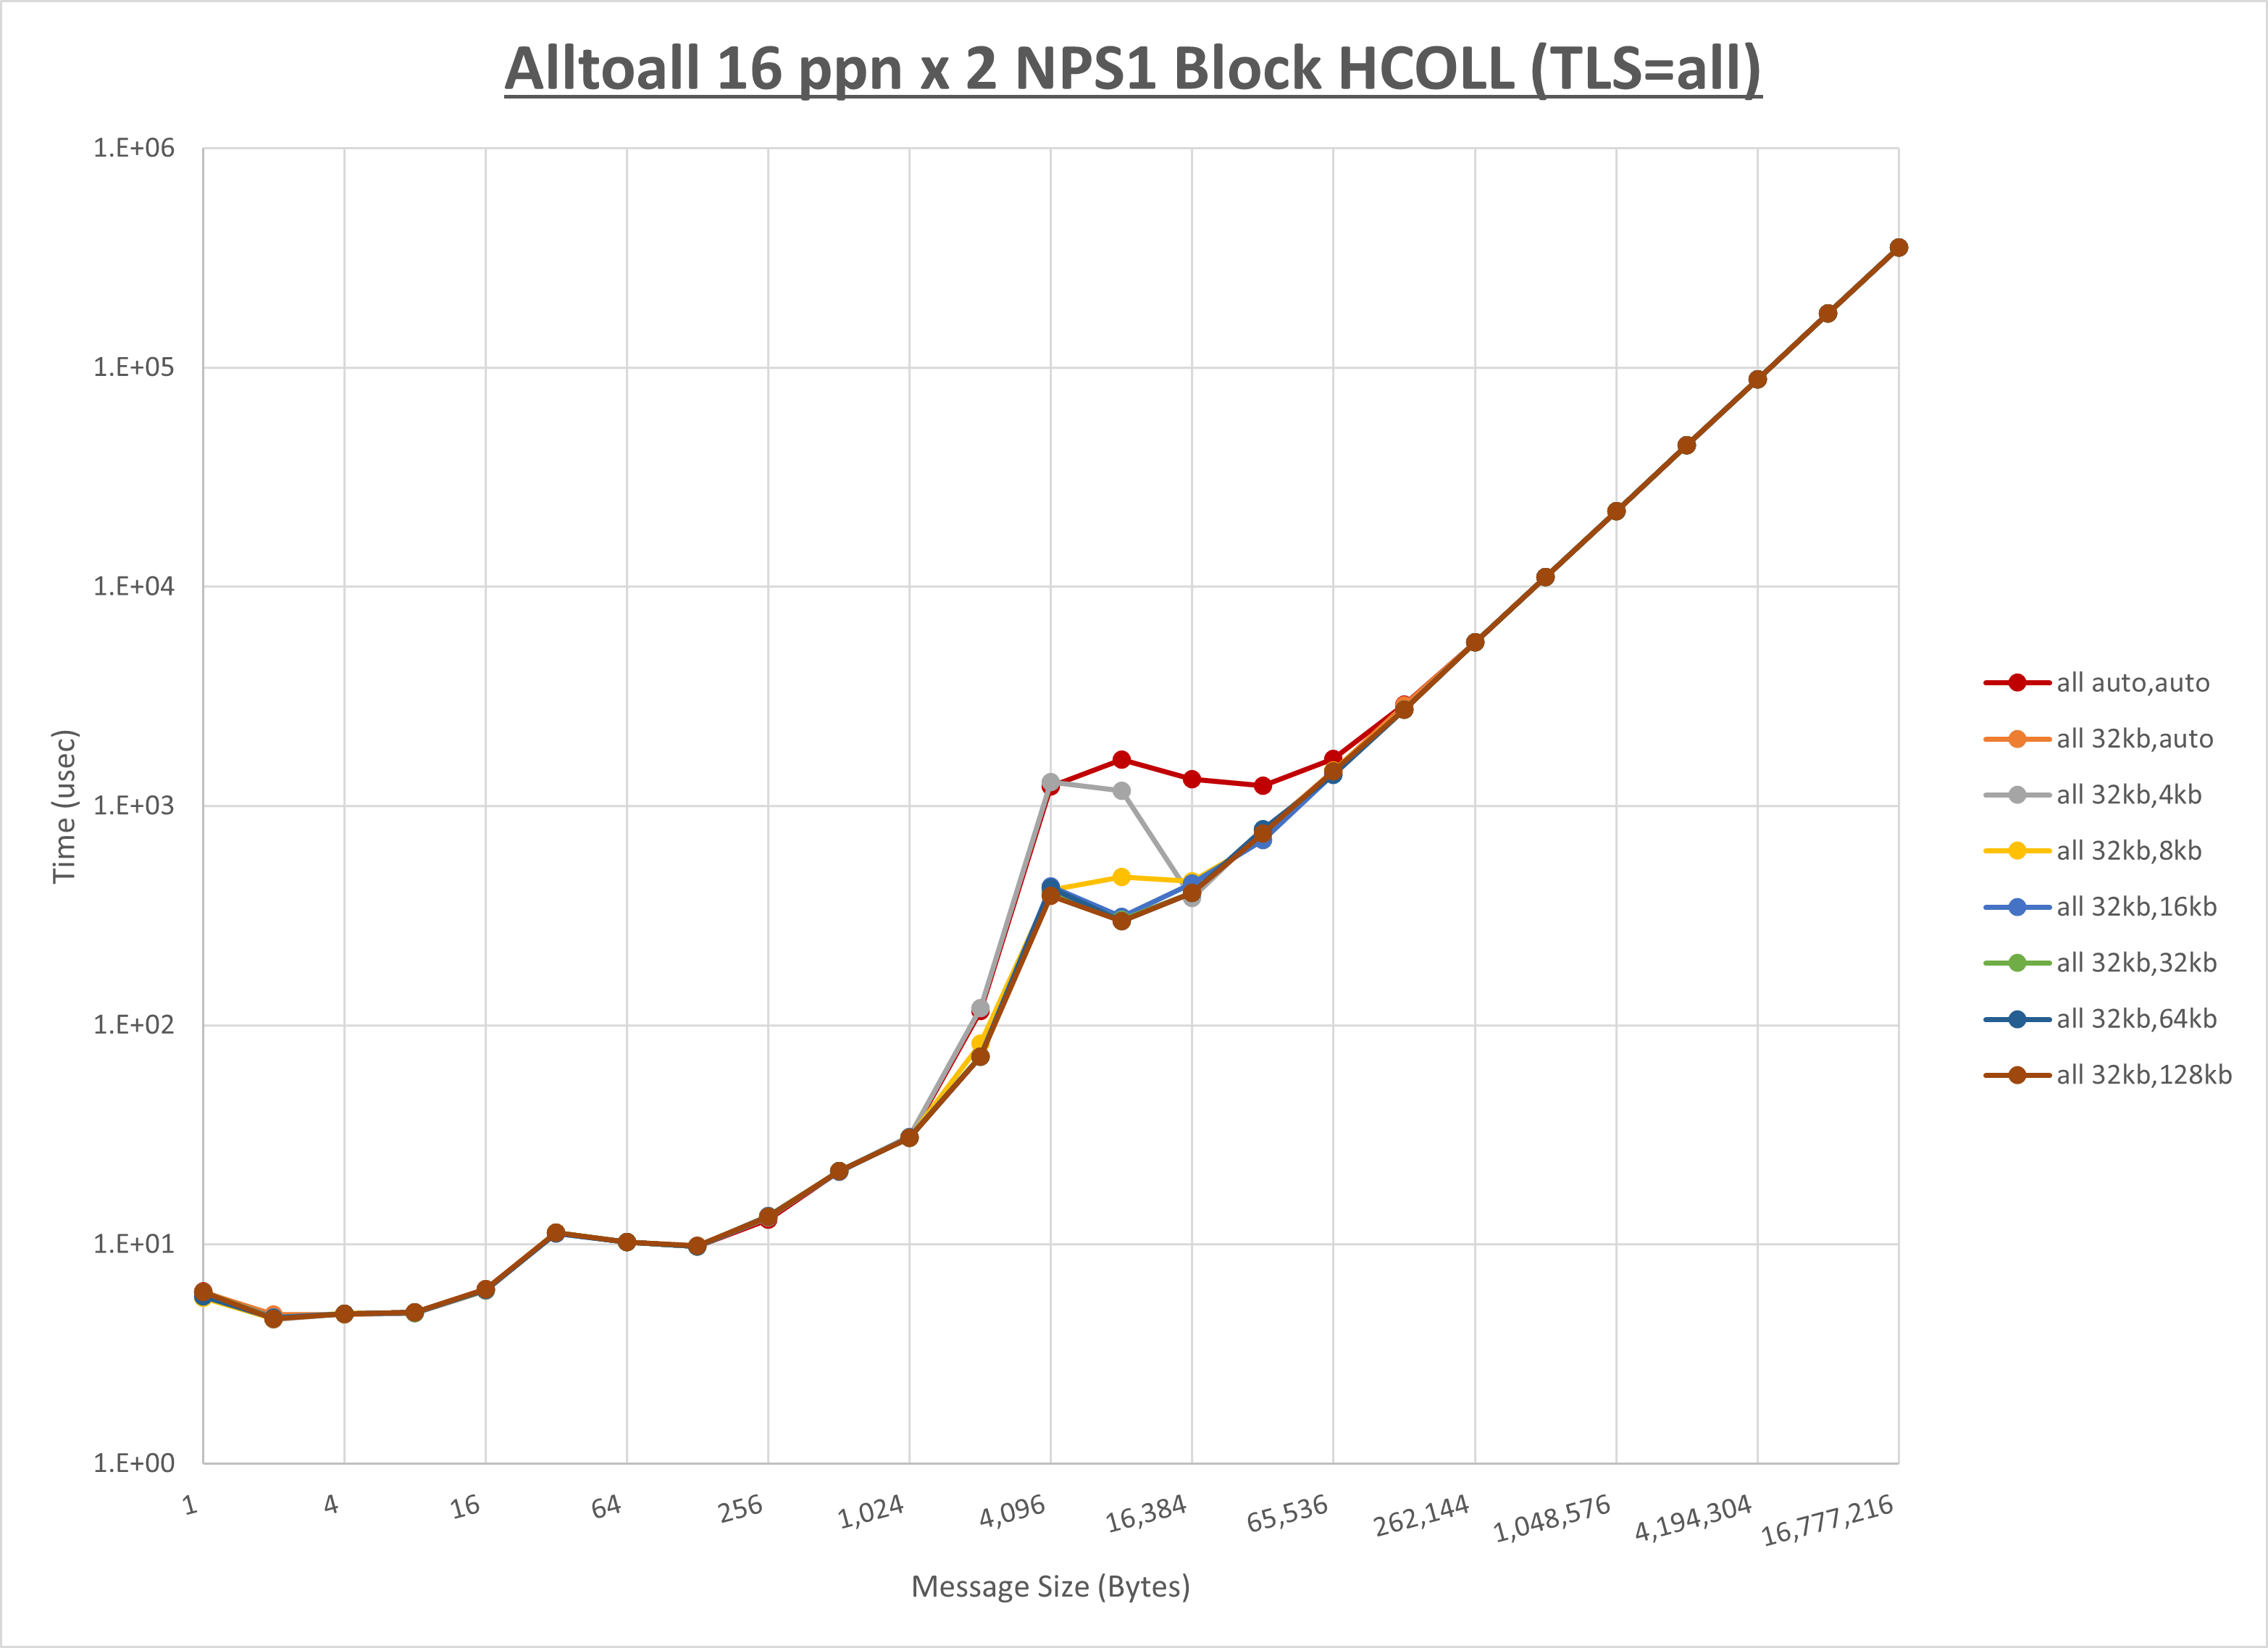 Alltoall 16 ppn x 2 NPS1 Block HCOLL (TLS=all)
1.E+06
1.E+05
1.E+04
1.E+03
1.E+02
1.E+01
1.E+00
Time (usec)
1
4
16
64
256
1,024
4,096
16,384
65,536
262,144
1,048,576
4,194,304
16,777,216
Message Size (Bytes)
all auto,auto
all 32kb,auto
all 32kb,4kb
all 32kb,8kb
all 32kb,16kb
all 32kb,32kb
all 32kb,64kb
all 32kb,128kb